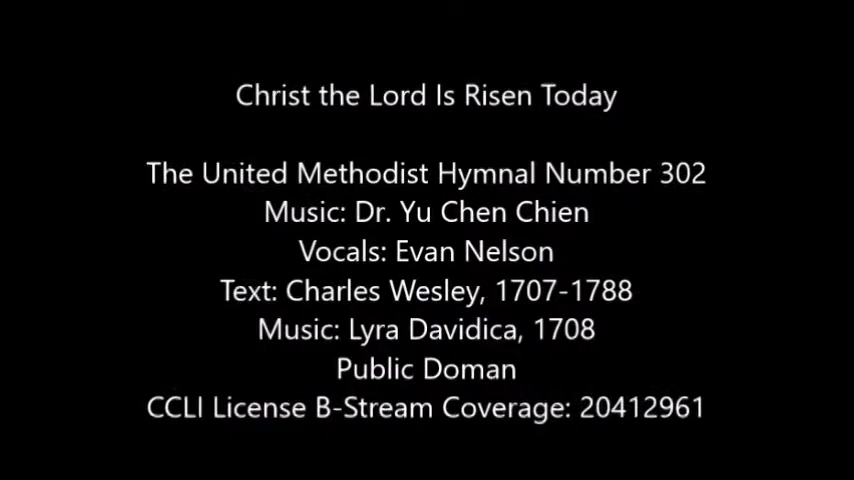 Christ the Lord Is Risen Today
The United Methodist Hymnal Number 302
Music: Dr. Yu Chen Chien
Vocals: Evan Nelson
Text: Charles Wesley, 1707-1788
Music: Lyra Davidica, 1708
Public Doman
CCLI License B-Stream Coverage: 20412961